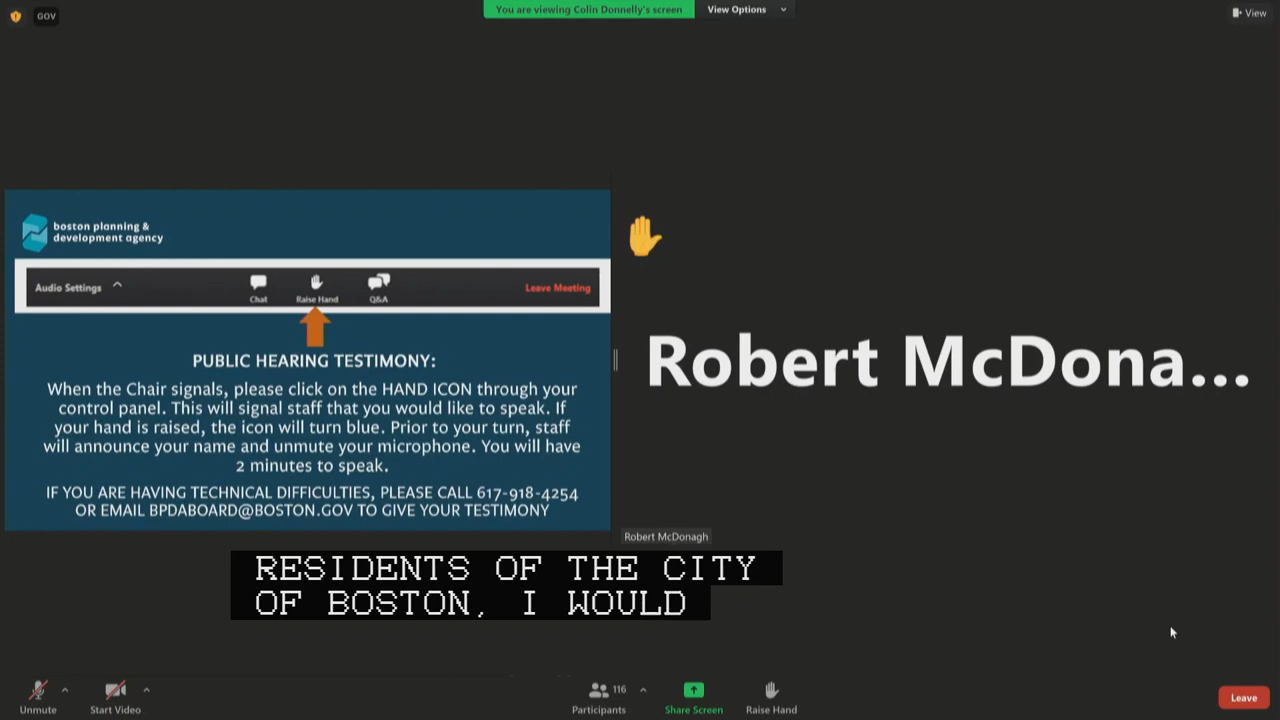 GOV
You are viewing Colin Donnelly's screen
View Options
View
boston planning &
development agency
Audio Settings
Chat
Raise Hand
Q&A
Leave Meeting
PUBLIC HEARING TESTIMONY:
When the Chair signals, please click on the HAND ICON through your
control panel. This will signal staff that you would like to speak. If
your hand is raised, the icon will turn blue. Prior to your turn, staff
will announce your name and unmute your microphone. You will have
2 minutes to speak.
IF YOU ARE HAVING TECHNICAL DIFFICULTIES, PLEASE CALL 617-918-4254
OR EMAIL BPDABOARD@BOSTON.GOV TO GIVE YOUR TESTIMONY
Robert McDona...
Robert McDonagh
RESIDENTS OF THE CITY
OF BOSTON, I WOULD
Unmute
Start Video
116
Participants
Share Screen
Raise Hand
Leave